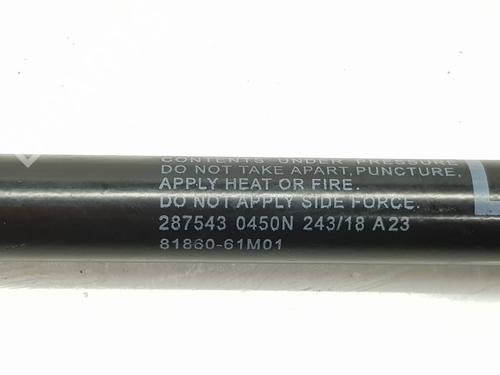 CONTENTS UNDER PRESSURE
DO NOT TAKE APART, PUNCTURE,
APPLY HEAT OR FIRE.
DO NOT APPLY SIDE FORCE.
287543 0450N 243/18 A23
81860-61M01